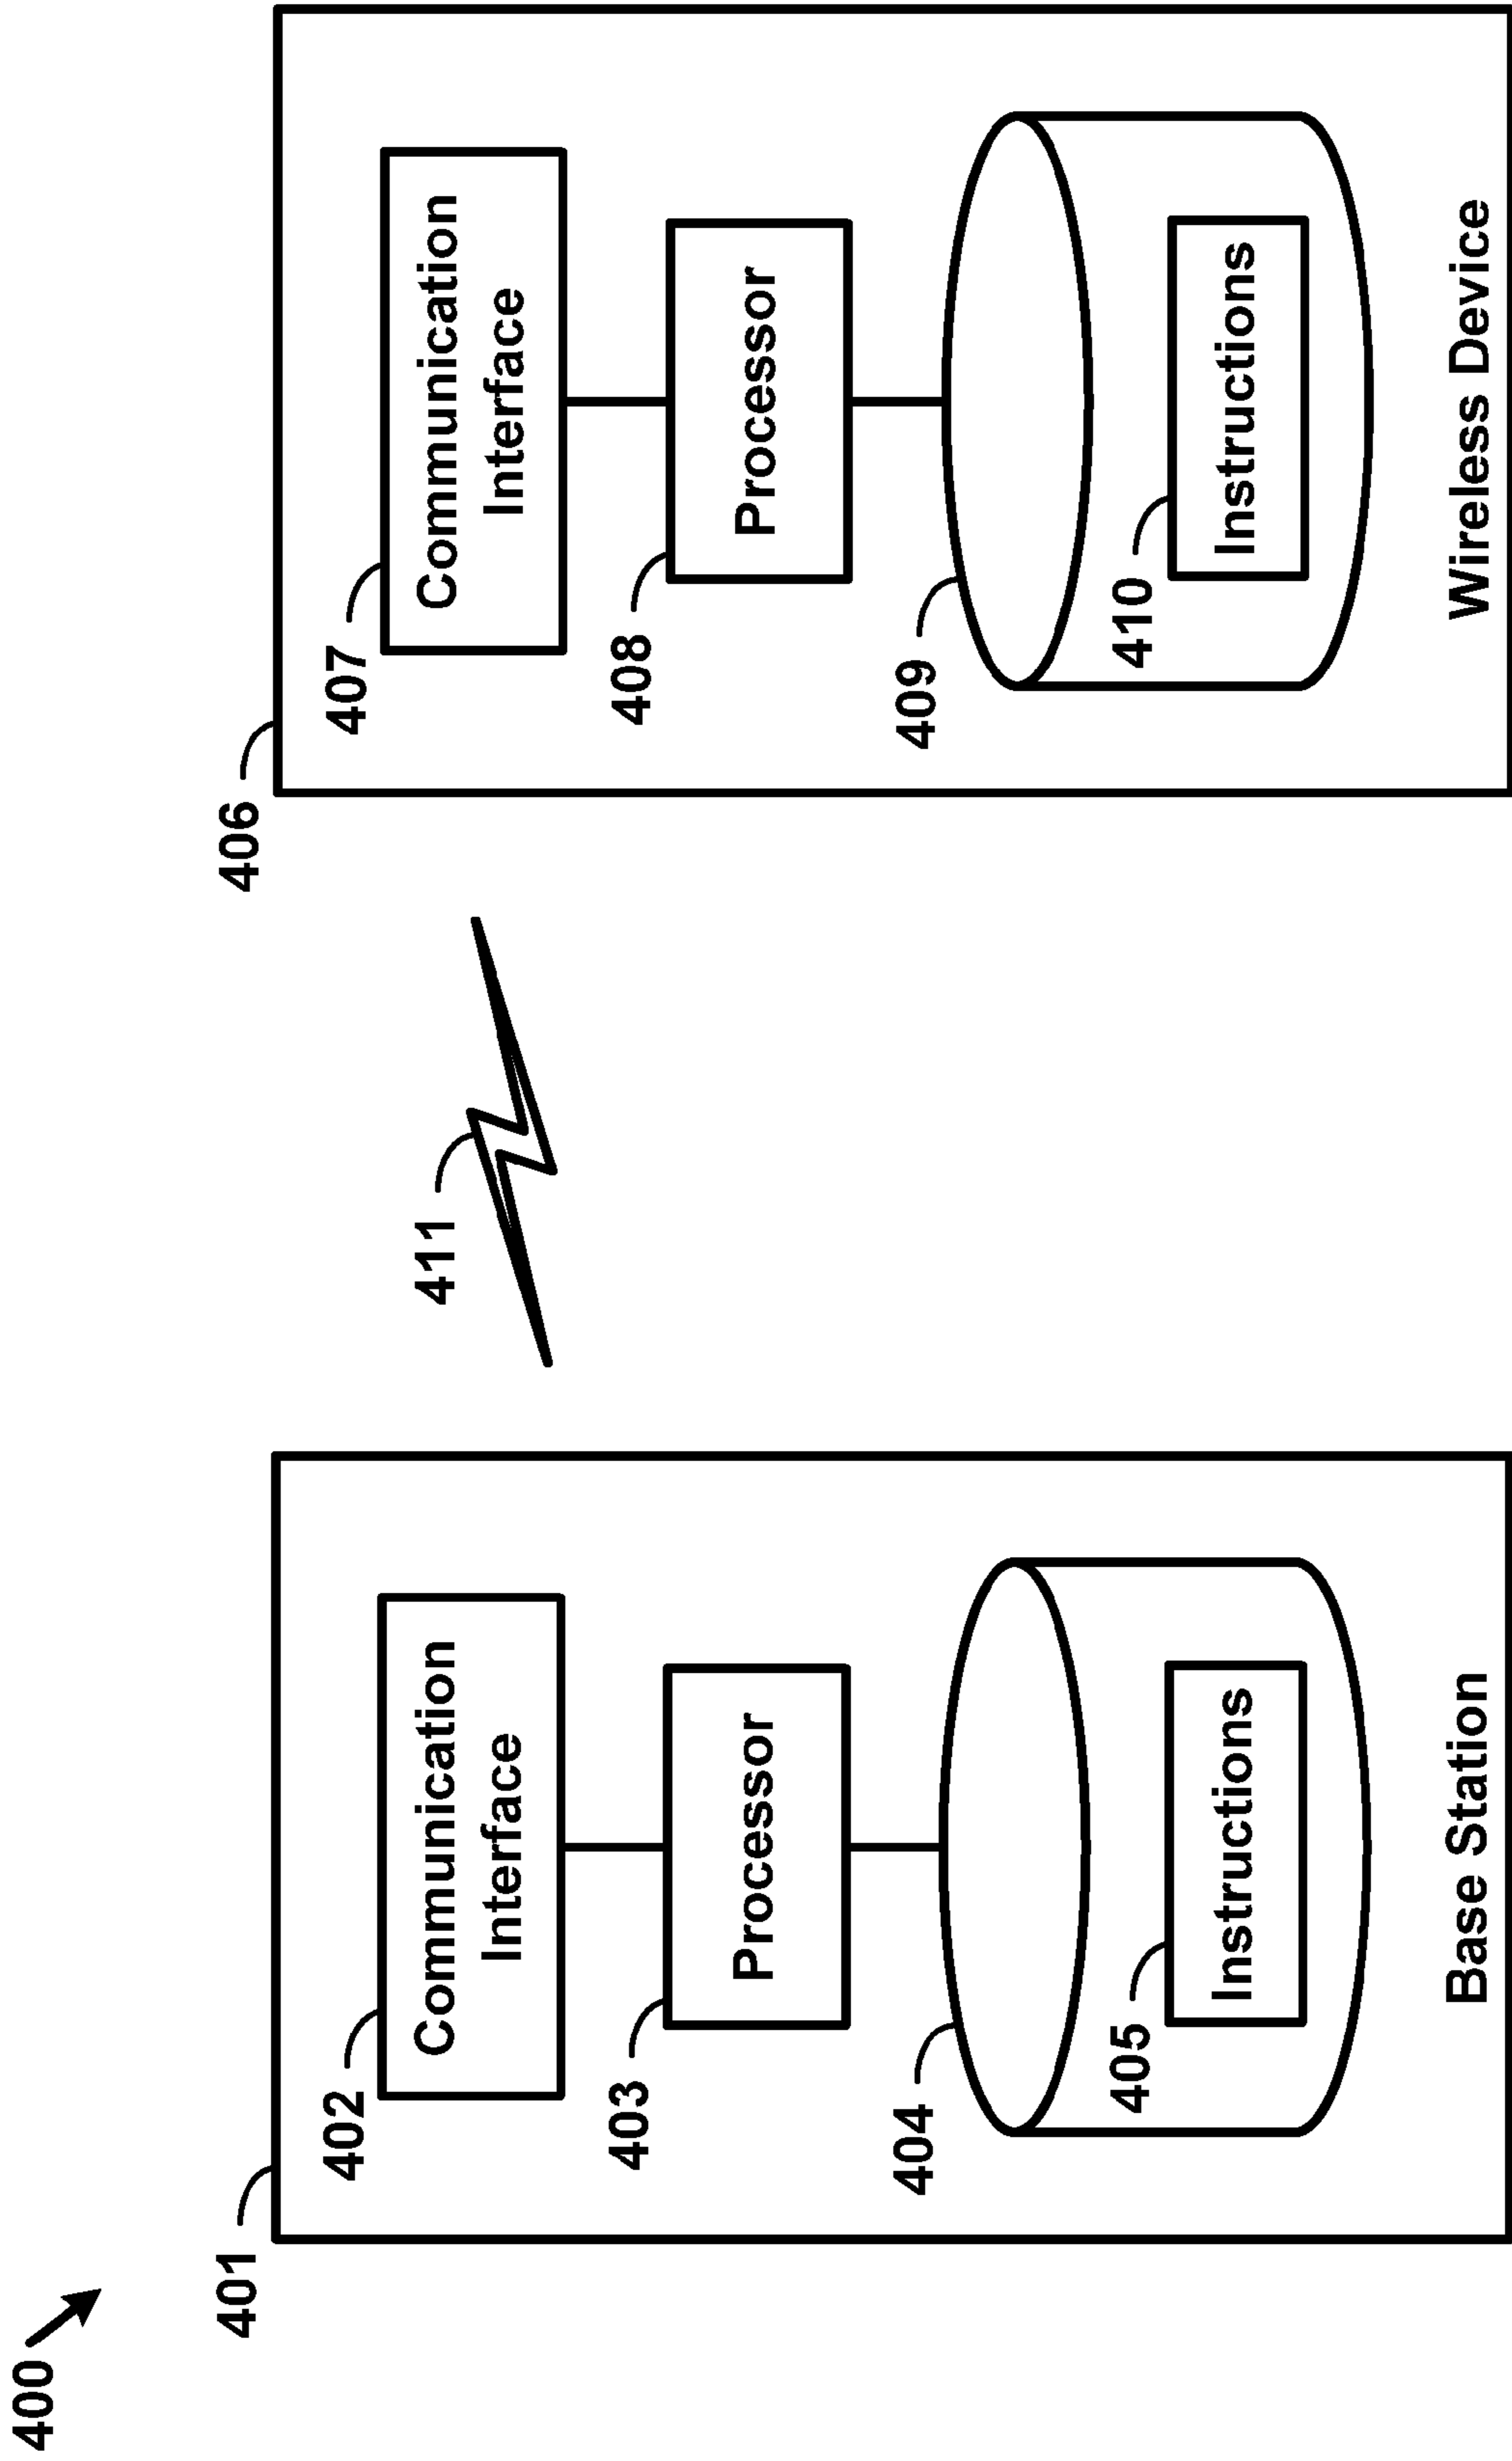 400
401
402
Communication
Interface
403
Processor
404
405
Instructions
Base Station
411
406
407
Communication
Interface
408
Processor
409
410
Instructions
Wireless Device